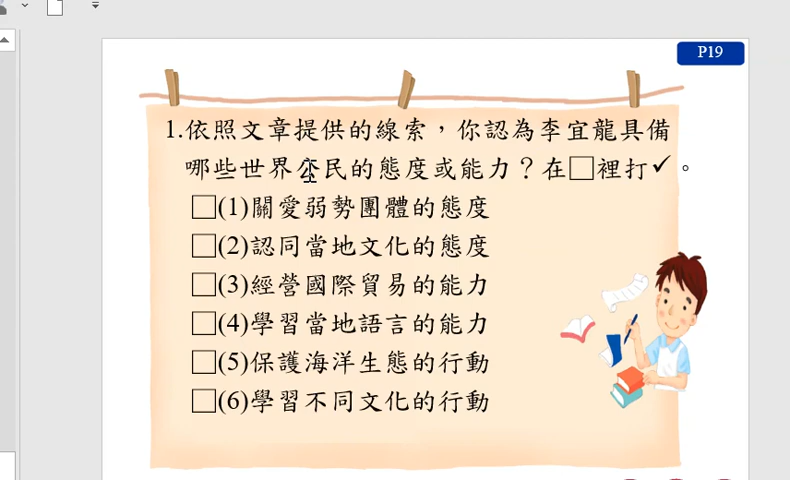 P19
1.依照文章提供的線索，你認為李宜龍具備
哪些世界公民的態度或能力？在□裡打✓。
□(1)關愛弱勢團體的態度
□(2)認同當地文化的態度
□(3)經營國際貿易的能力
□(4)學習當地語言的能力
□(5)保護海洋生態的行動
□(6)學習不同文化的行動